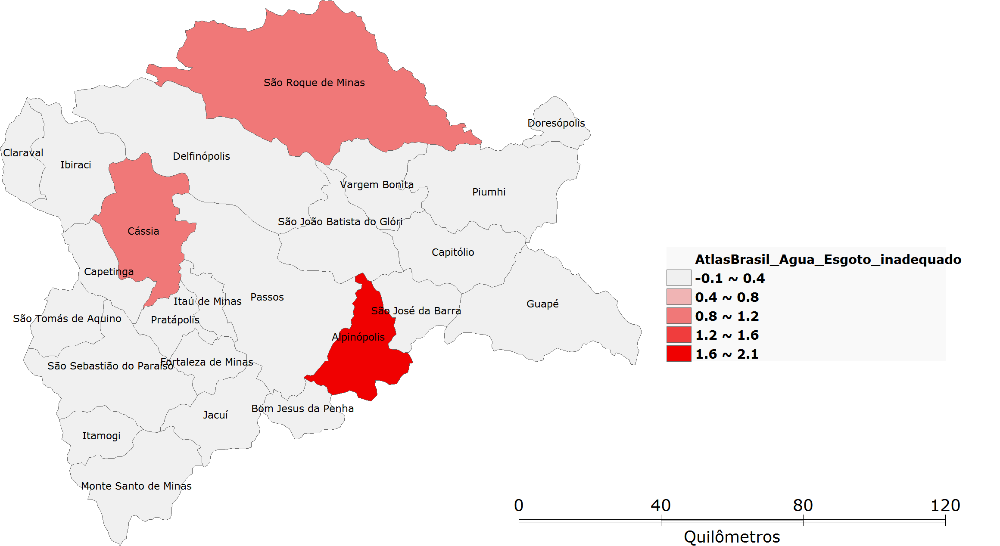 São Roque de Minas
Doresópolis
Claraval
Ibiraci
Delfinópolis
Vargem Bonita
Piumhi
São João Batista do Glóri
Cássia
Capitólio
Capetinga
Itaú de Minas
Passos
Guapé
São José da Barra
São Tomás de Aquino
Pratápolis
Alpinópolis
Fortaleza de Minas
São Sebastião do Paraíso
Bom Jesus da Penha
Jacuí
Itamogi
Monte Santo de Minas
AtlasBrasil_Agua_Esgoto_inadequado
-0.1 ~ 0.4
0.4 ~ 0.8
0.8 ~ 1.2
1.2 ~ 1.6
1.6 ~ 2.1
0 40 80 120
Quilômetros